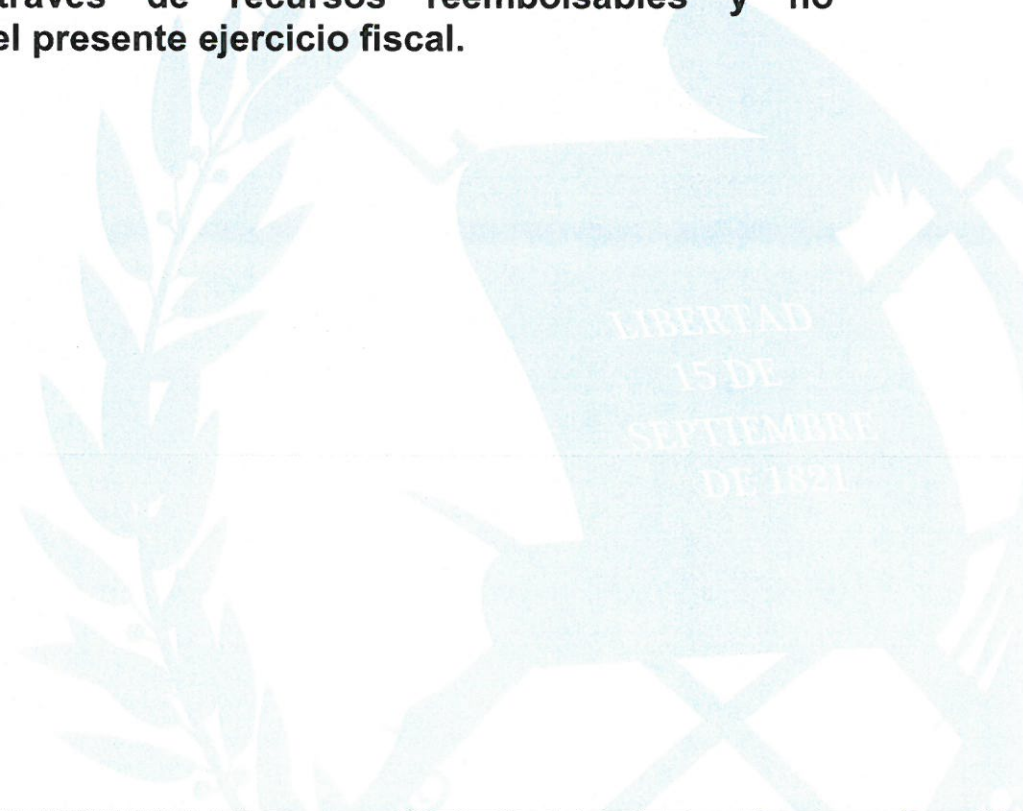 través de recursos reembolsables y no
el presente ejercicio fiscal.
LIBERTAD
15 DE
SEPTIEMBRE
DE 1821